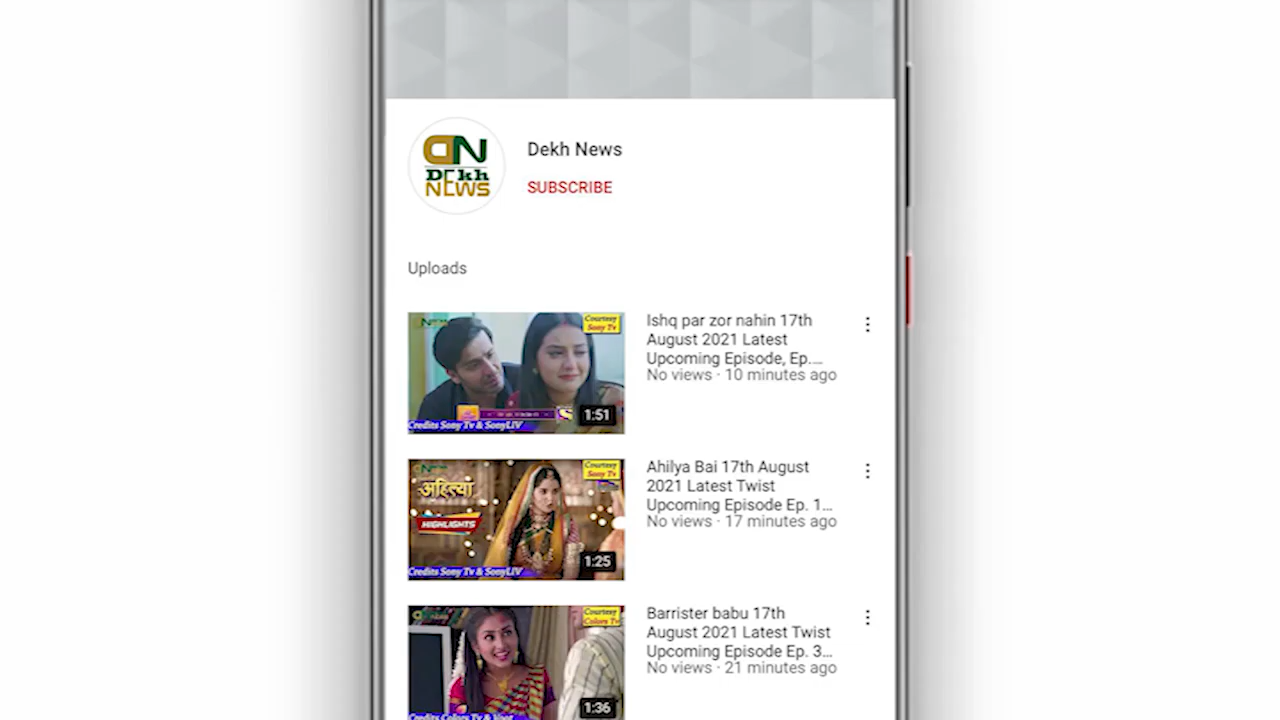 DN
Dekh
NEWS
Dekh News
SUBSCRIBE
Uploads
Courtesy
Sony Tv
1:51
Credits Sony Tv & SonyLIV
Ishq par zor nahin 17th
August 2021 Latest
Upcoming Episode, Ep....
No views · 10 minutes ago
Courtesy
Sony Tv
अहिल्या
HIGHLIGHTS
1:25
Credits Sony Tv & SonyLIV
Ahilya Bai 17th August
2021 Latest Twist
Upcoming Episode Ep. 1...
No views · 17 minutes ago
Courtesy
Colors Tv
1:36
Credits Colors Tv & Voot
Barrister babu 17th
August 2021 Latest Twist
Upcoming Episode Ep. 3...
No views · 21 minutes ago